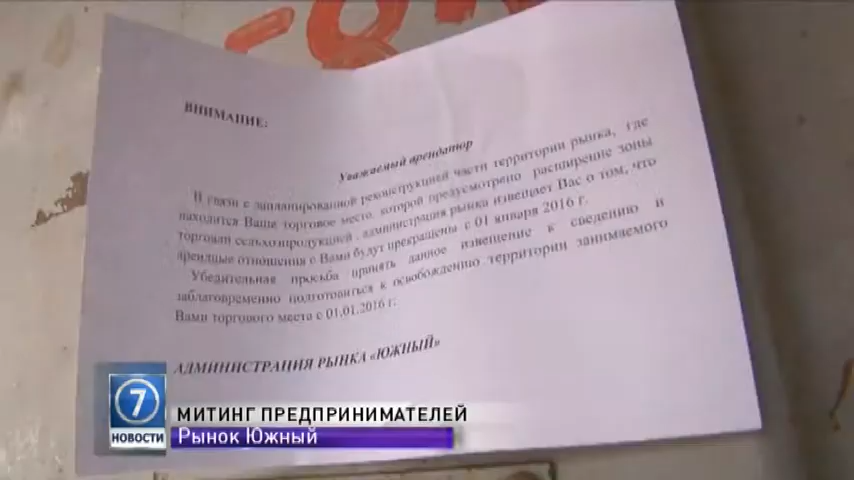 -82
ВНИМАНИЕ:
Уважаемый арендатор
В связи с запланированной реконструкцией части территории рынка, где
находится Ваше торговое место, которой предусмотрено расширение зоны
торговли сельхозпродукцией, администрация рынка извещает Вас о том, что
арендные отношения с Вами будут прекращены с 01 января 2016 г.
Убедительная просьба принять данное извещение к сведению и
заблаговременно подготовиться к освобождению территории занимаемого
Вами торгового места с 01.01.2016 г.
АДМИНИСТРАЦИЯ РЫНКА «ЮЖНЫЙ»
7
НОВОСТИ
МИТИНГ ПРЕДПРИНИМАТЕЛЕЙ
Рынок Южный